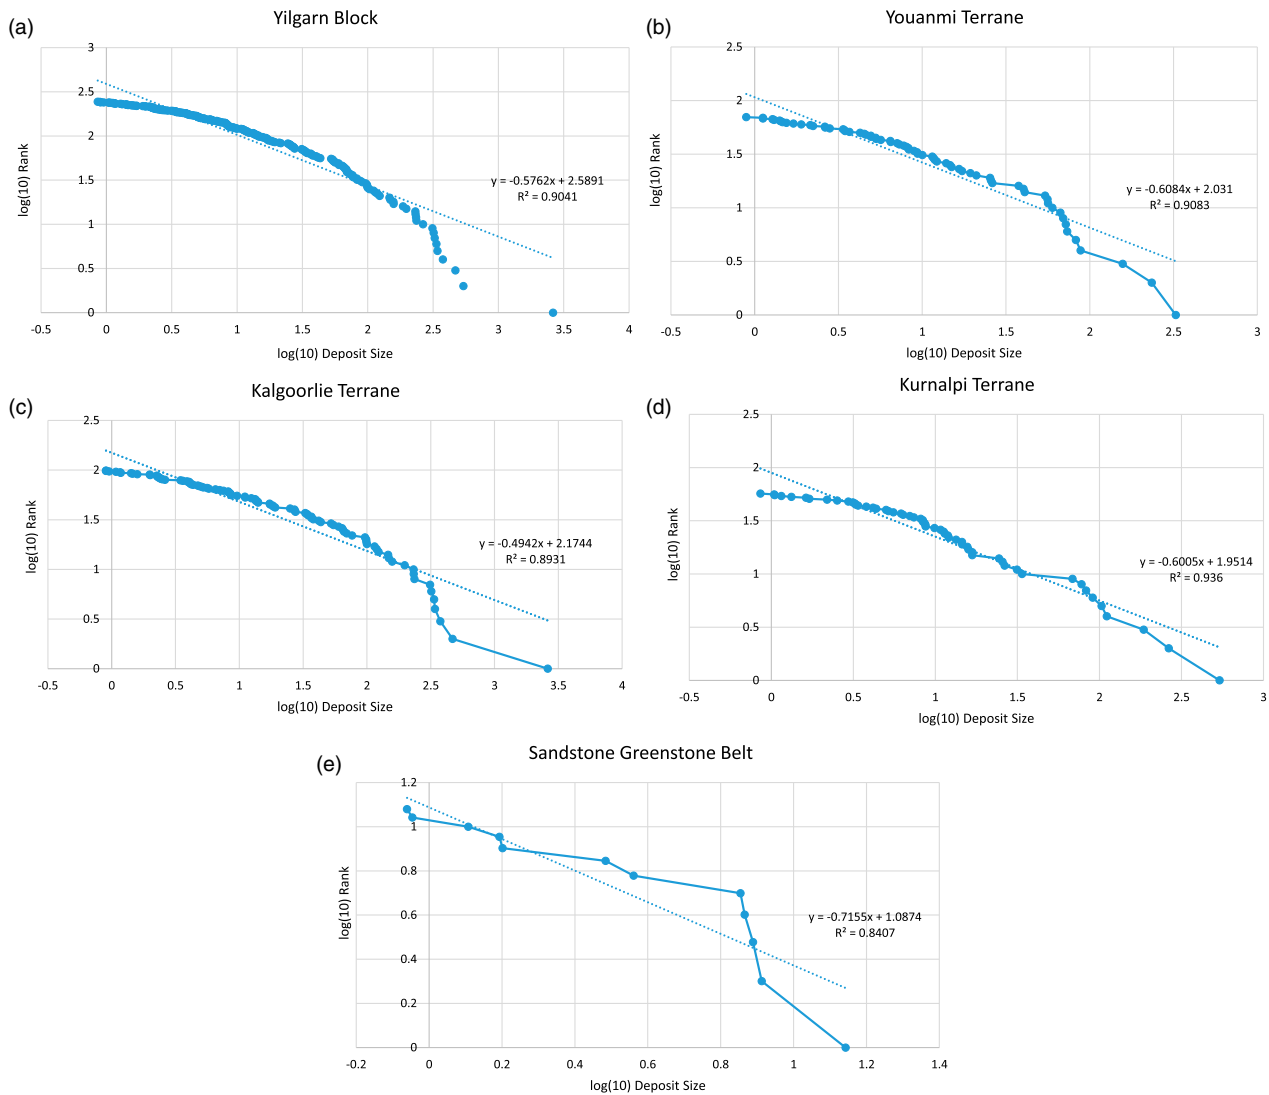 (a)
Yilgarn Block
3
2.5
2
1.5
1
0.5
0
-0.5
0
0.5
1
1.5
2
2.5
3
3.5
4
log(10) Rank
log(10) Deposit Size
y = -0.5762x + 2.5891
R² = 0.9041
(b)
Youanmi Terrane
2.5
2
1.5
1
0.5
0
-0.5
0
0.5
1
1.5
2
2.5
3
log(10) Rank
log(10) Deposit Size
y = -0.6084x + 2.031
R² = 0.9083
(c)
Kalgoorlie Terrane
2.5
2
1.5
1
0.5
0
-0.5
0
0.5
1
1.5
2
2.5
3
3.5
4
log(10) Rank
log(10) Deposit Size
y = -0.4942x + 2.1744
R² = 0.8931
(d)
Kurnalpi Terrane
2.5
2
1.5
1
0.5
0
-0.5
0
0.5
1
1.5
2
2.5
3
log(10) Rank
log(10) Deposit Size
y = -0.6005x + 1.9514
R² = 0.936
(e)
Sandstone Greenstone Belt
1.2
1
0.8
0.6
0.4
0.2
0
-0.2
0
0.2
0.4
0.6
0.8
1
1.2
1.4
log(10) Rank
log(10) Deposit Size
y = -0.7155x + 1.0874
R² = 0.8407